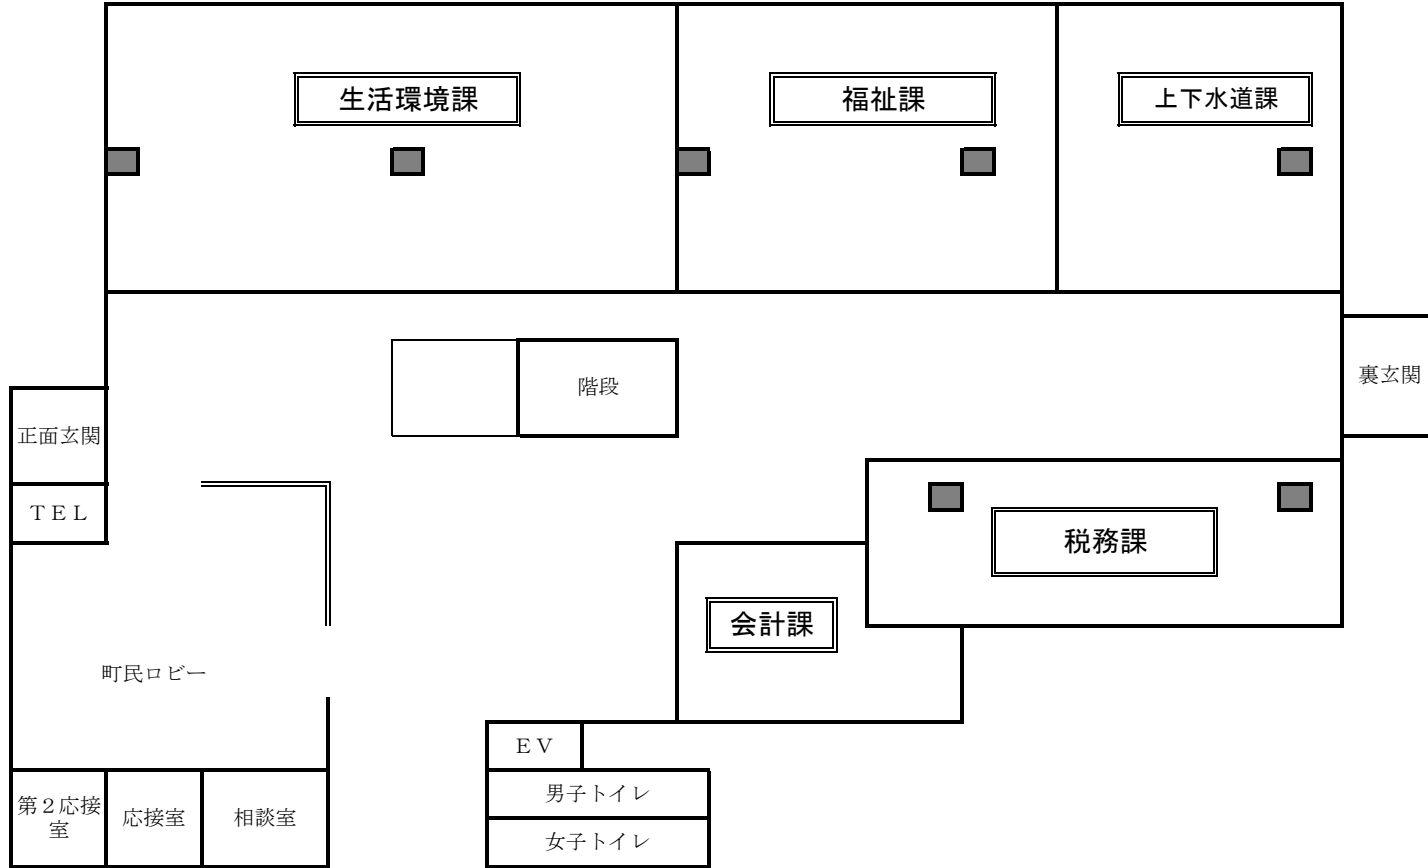 生活環境課
福祉課
上下水道課
階段
裏玄関
正面玄関
ＴＥＬ
税務課
会計課
町民ロビー
ＥＶ
男子トイレ
女子トイレ
第２応接
室
応接室
相談室